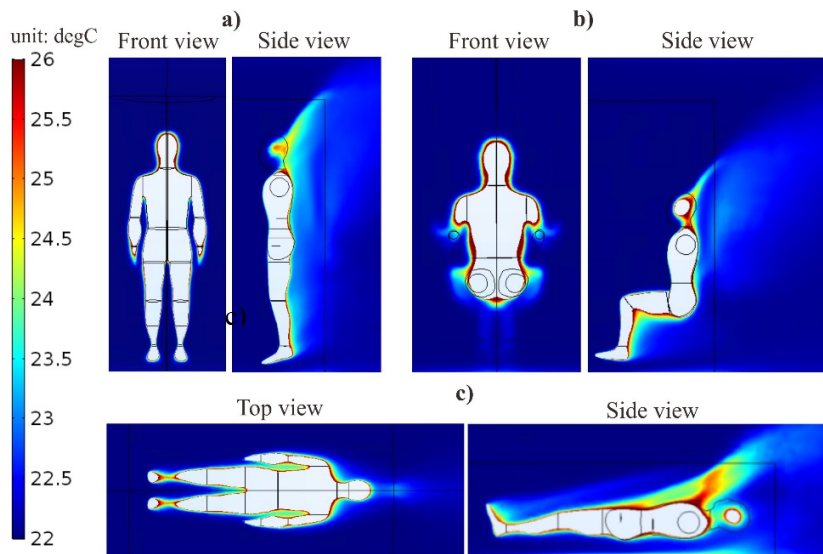 a)
b)
unit: degC
Front view
Side view
Front view
Side view
26
25.5
25
24.5
24
23.5
23
22.5
22
c)
c)
Top view
Side view